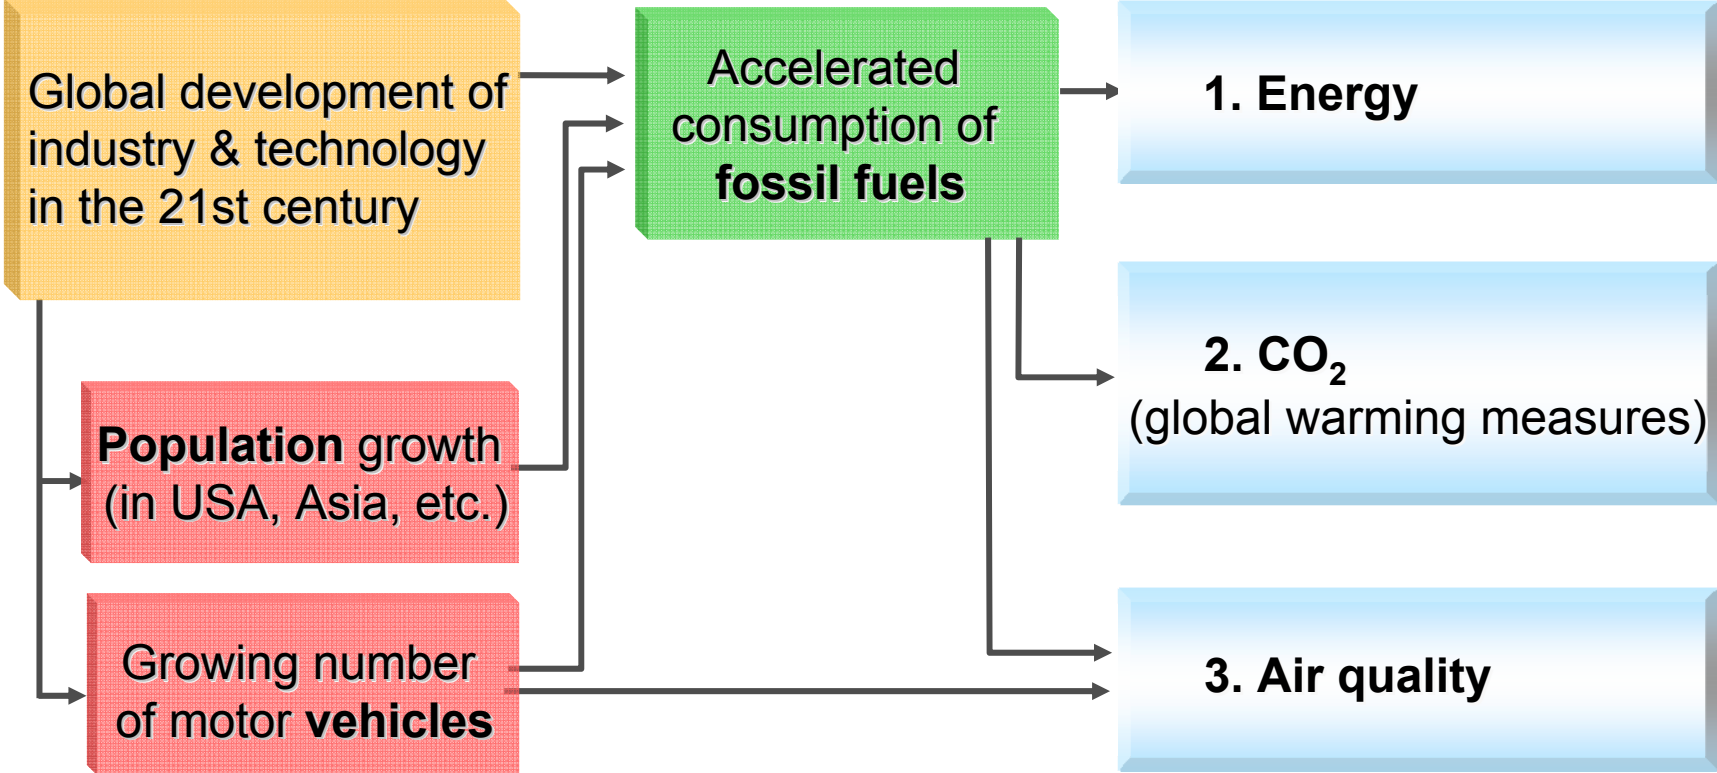 Global development of
industry & technology
in the 21st century
Population growth
(in USA, Asia, etc.)
Growing number
of motor vehicles
Accelerated
consumption of
fossil fuels
1. Energy
2. CO₂
(global warming measures)
3. Air quality